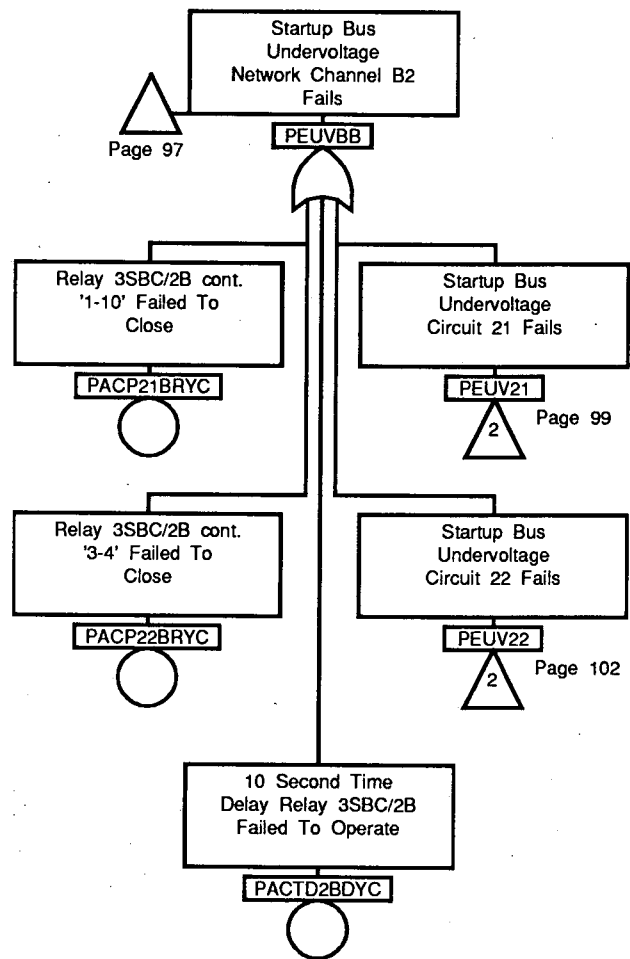 Startup Bus
Undervoltage
Network Channel B2
Fails
Page 97
PEUVBB
Relay 3SBC/2B cont.
'1-10' Failed To
Close
PACP21BRYC
Startup Bus
Undervoltage
Circuit 21 Fails
PEUV21
2
Page 99
Relay 3SBC/2B cont.
'3-4' Failed To
Close
PACP22BRYC
Startup Bus
Undervoltage
Circuit 22 Fails
PEUV22
2
Page 102
10 Second Time
Delay Relay 3SBC/2B
Failed To Operate
PACTD2BDYC